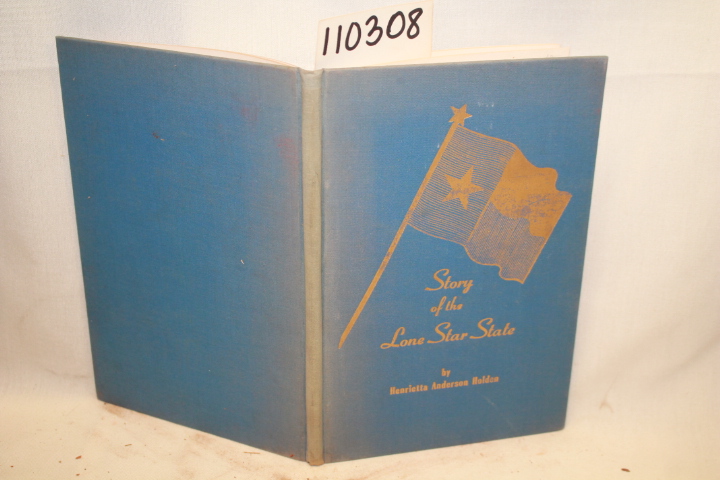 110308
Story
of the
Lone Star State
by
Henrietta Anderson Holden